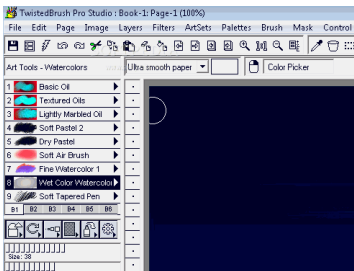 TwistedBrush Pro Studio : Book-1: Page-1 (100%)
File Edit Page Image Layers Filters ArtSets Palettes Brush Mask Control
Art Tools - Watercolors
Ultra smooth paper
Color Picker
1 Basic Oil
2 Textured Oils
3 Lightly Marbled Oil
4 Soft Pastel 2
5 Dry Pastel
6 Soft Air Brush
7 Fine Watercolor 1
8 Wet Color Watercolor
9 Soft Tapered Pen
B1 B2 B3 B4 B5 B6
Size: 38